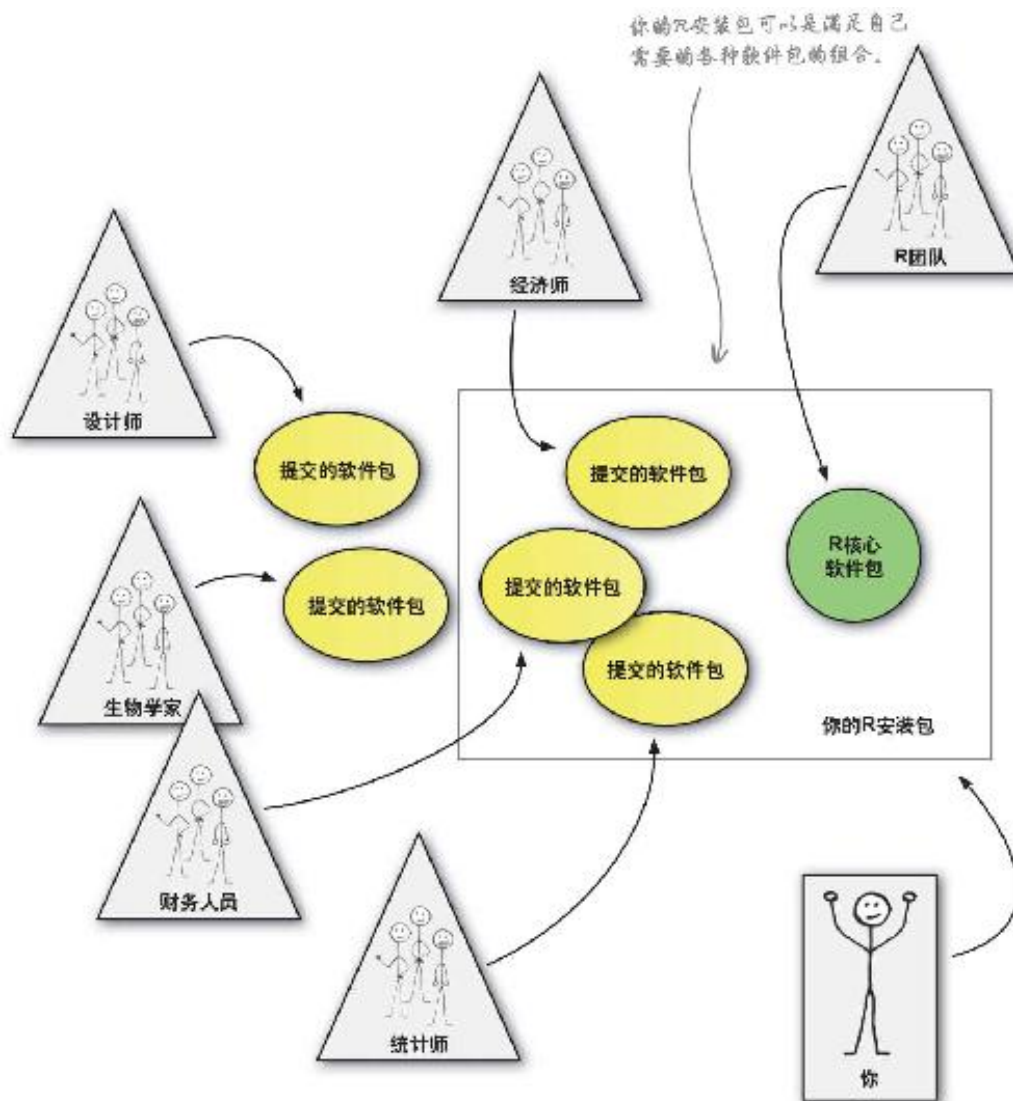 你的R安装包可以是满足自己
需要的各种软件包的组合。
经济师
R团队
设计师
提交的软件包
提交的软件包
R核心
软件包
提交的软件包
提交的软件包
提交的软件包
生物学家
你的R安装包
财务人员
统计师
你